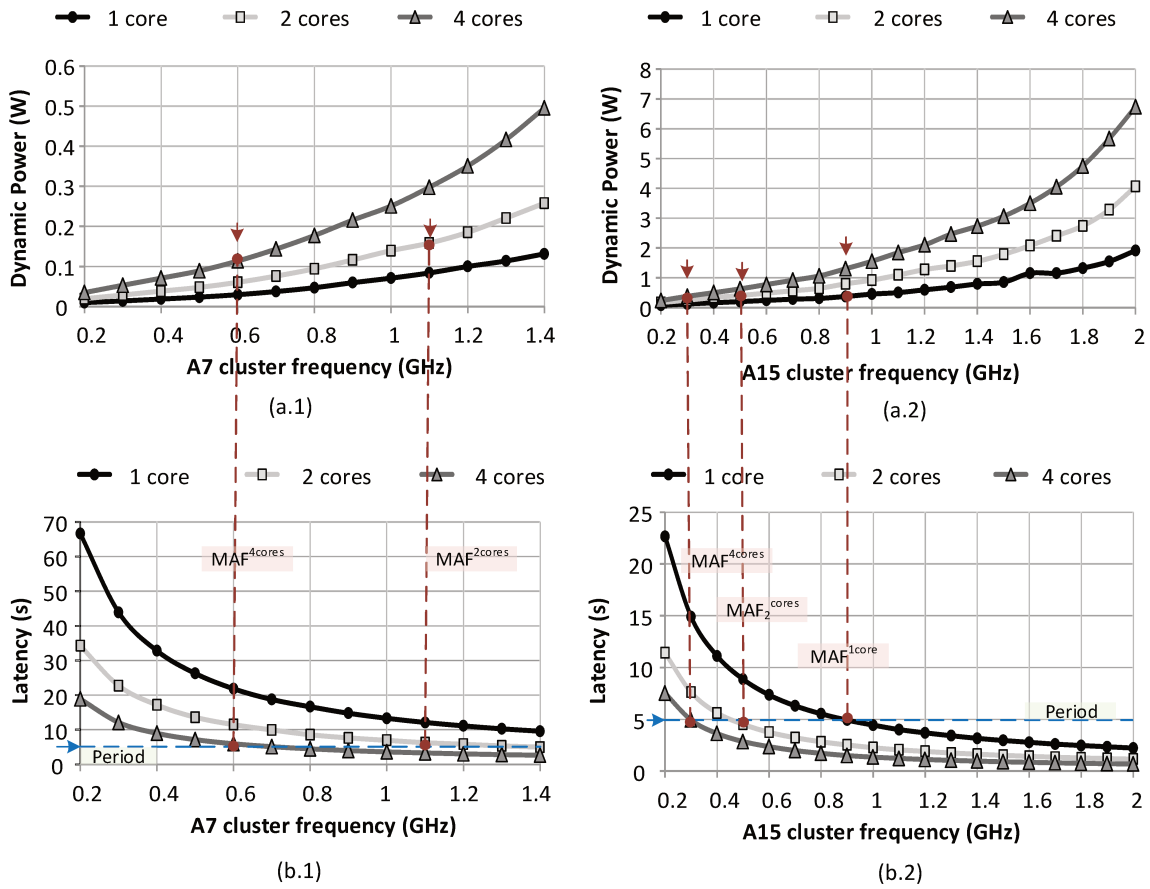 1 core 2 cores 4 cores
1 core 2 cores 4 cores
Dynamic Power (W)
0.6
0.5
0.4
0.3
0.2
0.1
0
0.2 0.4 0.6 0.8 1 1.2 1.4
A7 cluster frequency (GHz)
(a.1)
Dynamic Power (W)
8
7
6
5
4
3
2
1
0
0.2 0.4 0.6 0.8 1 1.2 1.4 1.6 1.8 2
A15 cluster frequency (GHz)
(a.2)
1 core 2 cores 4 cores
Latency (s)
70
60
50
40
30
20
10
0
MAF4cores
MAF2cores
Period
0.2 0.4 0.6 0.8 1 1.2 1.4
A7 cluster frequency (GHz)
(b.1)
1 core 2 cores 4 cores
Latency (s)
25
20
15
10
5
0
MAF4cores
MAF2cores
MAF1core
Period
0.2 0.4 0.6 0.8 1 1.2 1.4 1.6 1.8 2
A15 cluster frequency (GHz)
(b.2)